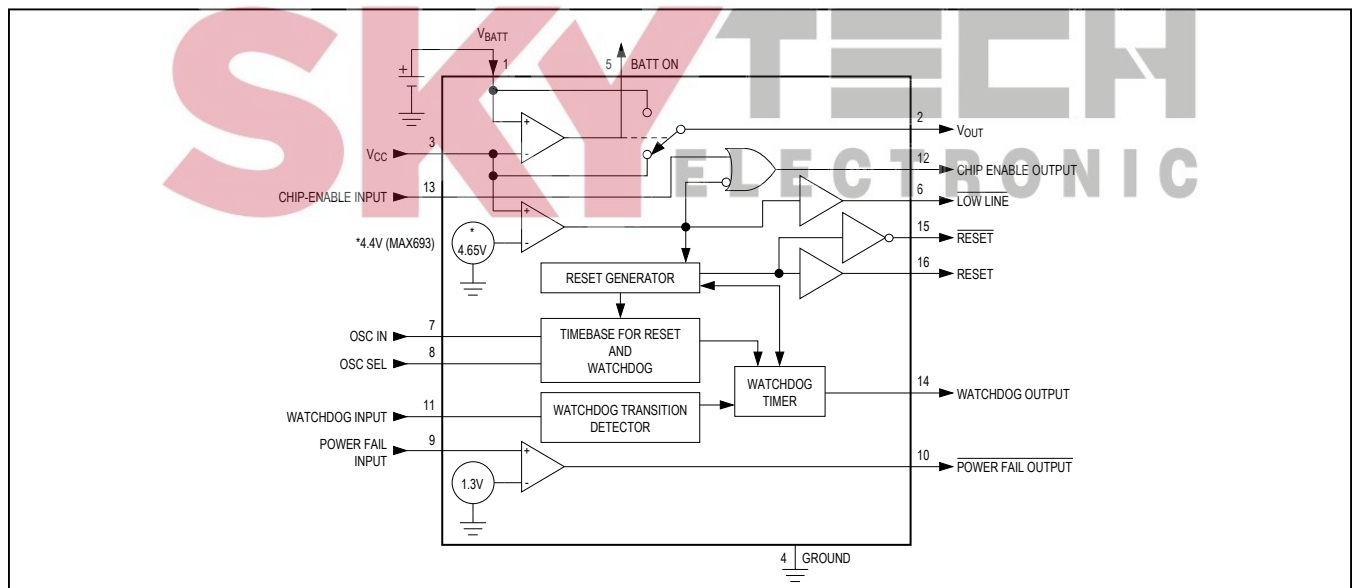 SKYTECH
ELECTRONIC
VBATT
1
5 BATT ON
+
2
VOUT
+
-
3
VCC
12
CHIP ENABLE OUTPUT
13
CHIP-ENABLE INPUT
6
LOW LINE
+
-
*4.4V (MAX693)
*
4.65V
15
RESET
16
RESET
RESET GENERATOR
7
OSC IN
8
OSC SEL
TIMEBASE FOR RESET
AND
WATCHDOG
WATCHDOG
TIMER
14
WATCHDOG OUTPUT
11
WATCHDOG INPUT
WATCHDOG TRANSITION
DETECTOR
9
POWER FAIL
INPUT
+
-
1.3V
10
POWER FAIL OUTPUT
4 GROUND